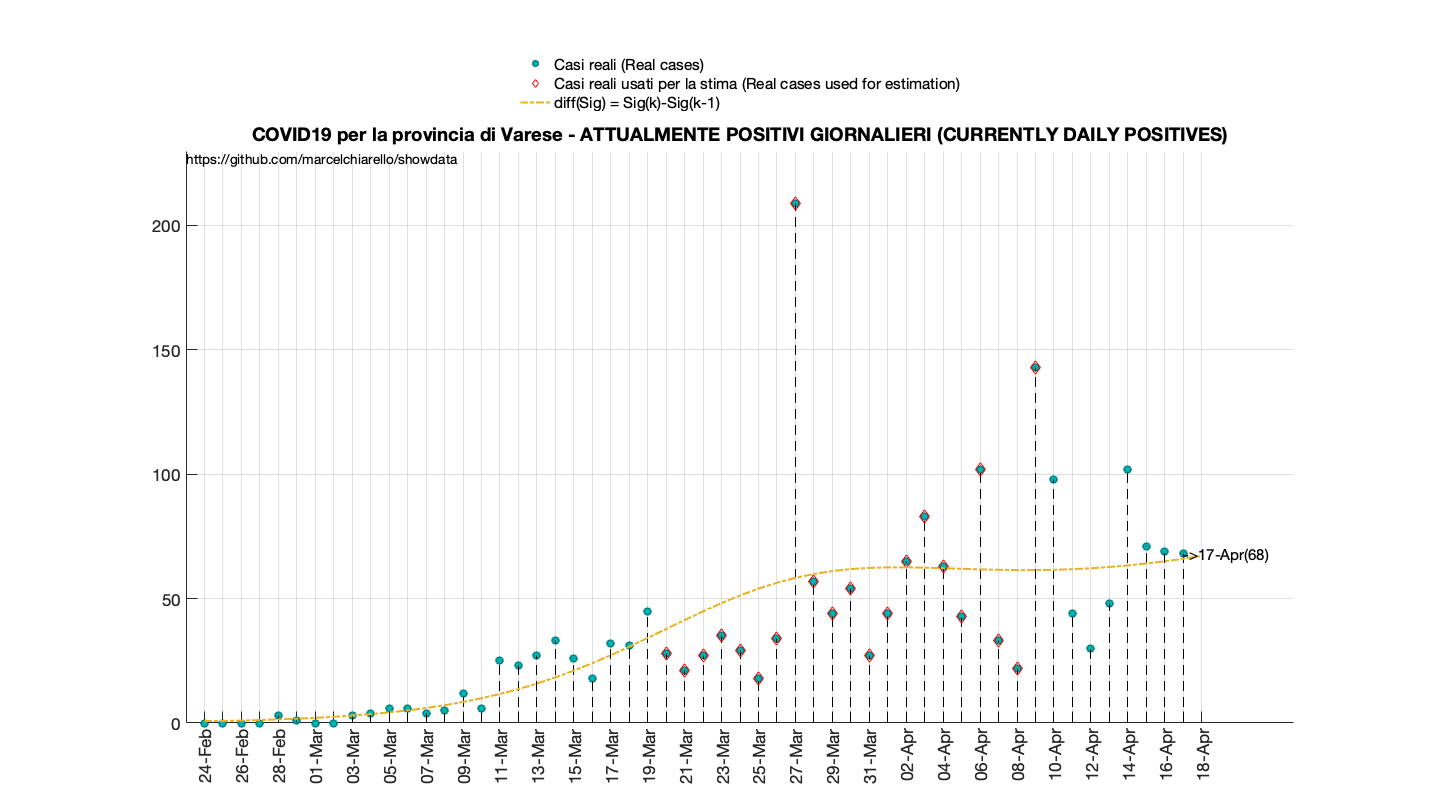 Casi reali (Real cases)
Casi reali usati per la stima (Real cases used for estimation)
diff(Sig) = Sig(k)-Sig(k-1)
COVID19 per la provincia di Varese - ATTUALMENTE POSITIVI GIORNALIERI (CURRENTLY DAILY POSITIVES)
https://github.com/marcelchiarello/showdata
200
150
100
50
0
>17-Apr(68)
24-Feb
26-Feb
28-Feb
01-Mar
03-Mar
05-Mar
07-Mar
09-Mar
11-Mar
13-Mar
15-Mar
17-Mar
19-Mar
21-Mar
23-Mar
25-Mar
27-Mar
29-Mar
31-Mar
02-Apr
04-Apr
06-Apr
08-Apr
10-Apr
12-Apr
14-Apr
16-Apr
18-Apr